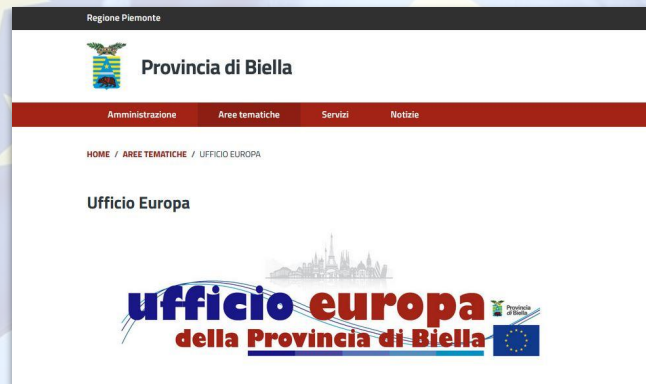 Regione Piemonte
Provincia di Biella
Amministrazione Aree tematiche Servizi Notizie
HOME / AREE TEMATICHE / UFFICIO EUROPA
Ufficio Europa
ufficio europa
Provincia
di Biella
della Provincia di Biella